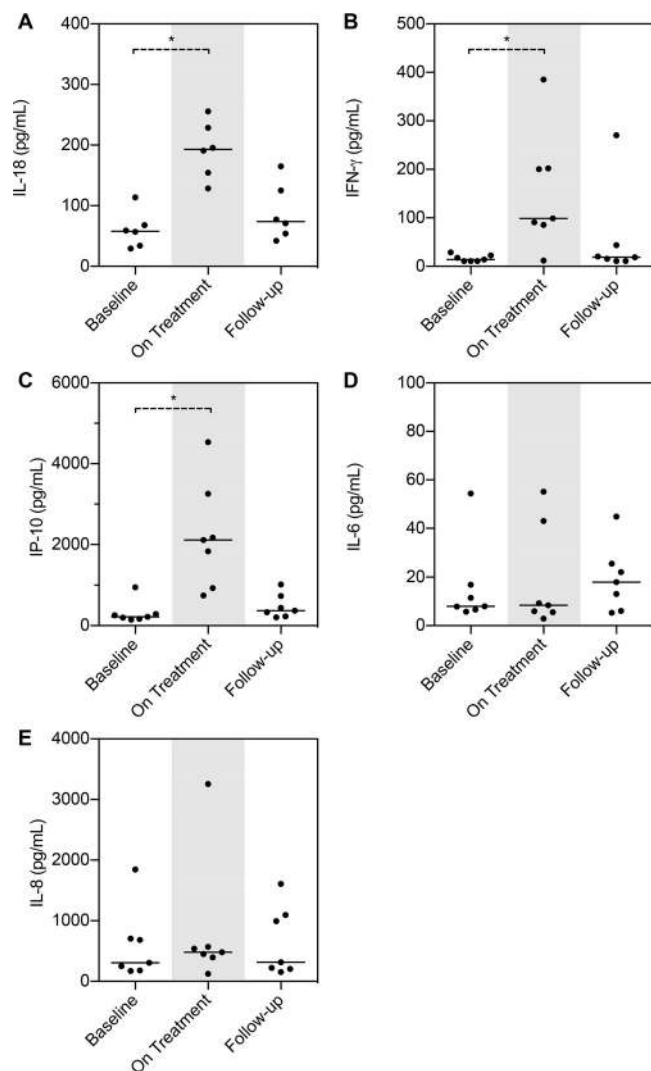 A
IL-18 (pg/mL)
400
300
200
100
0
*
Baseline
On Treatment
Follow-up
B
IFN-γ (pg/mL)
500
400
300
200
100
0
*
Baseline
On Treatment
Follow-up
C
IP-10 (pg/mL)
6000
4000
2000
0
*
Baseline
On Treatment
Follow-up
D
IL-6 (pg/mL)
100
80
60
40
20
0
Baseline
On Treatment
Follow-up
E
IL-8 (pg/mL)
4000
3000
2000
1000
0
Baseline
On Treatment
Follow-up